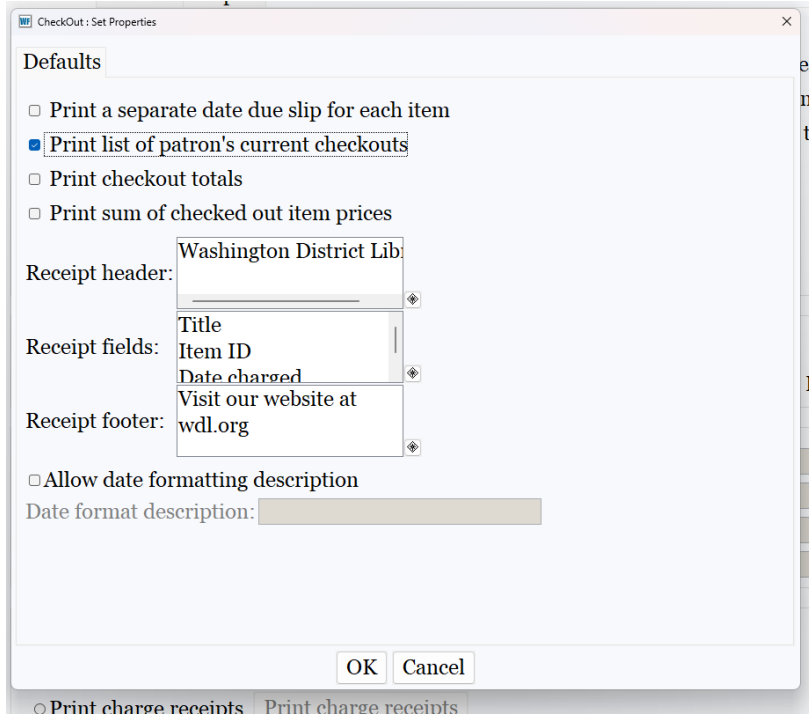 WF CheckOut : Set Properties
Defaults
Print a separate date due slip for each item
Print list of patron's current checkouts
Print checkout totals
Print sum of checked out item prices
Receipt header:
Washington District
Receipt fields:
Title
Item ID
Date charged
Receipt footer:
Visit our website at
wdl.org
Allow date formatting description
Date format description:
OK Cancel
Print charge receipts Print charge receipts